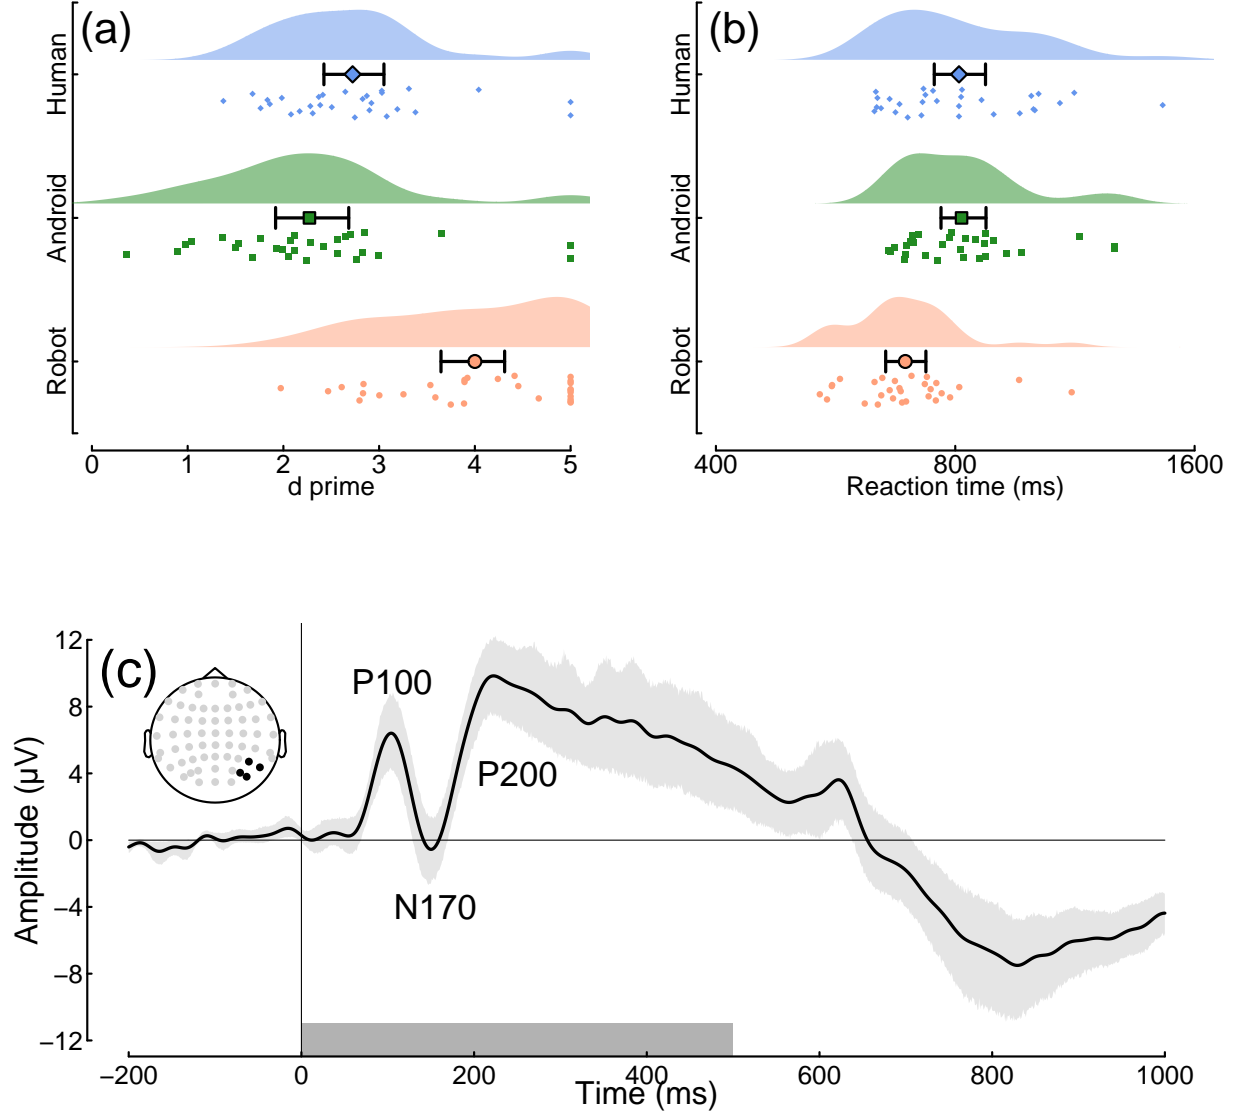 (a)
Human
Android
Robot
0 1 2 3 4 5
d prime
(b)
Human
Android
Robot
400 800 1600
Reaction time (ms)
(c)
12
8
4
0
−4
−8
−12
Amplitude (µV)
P100
P200
N170
−200 0 200 400 600 800 1000
Time (ms)